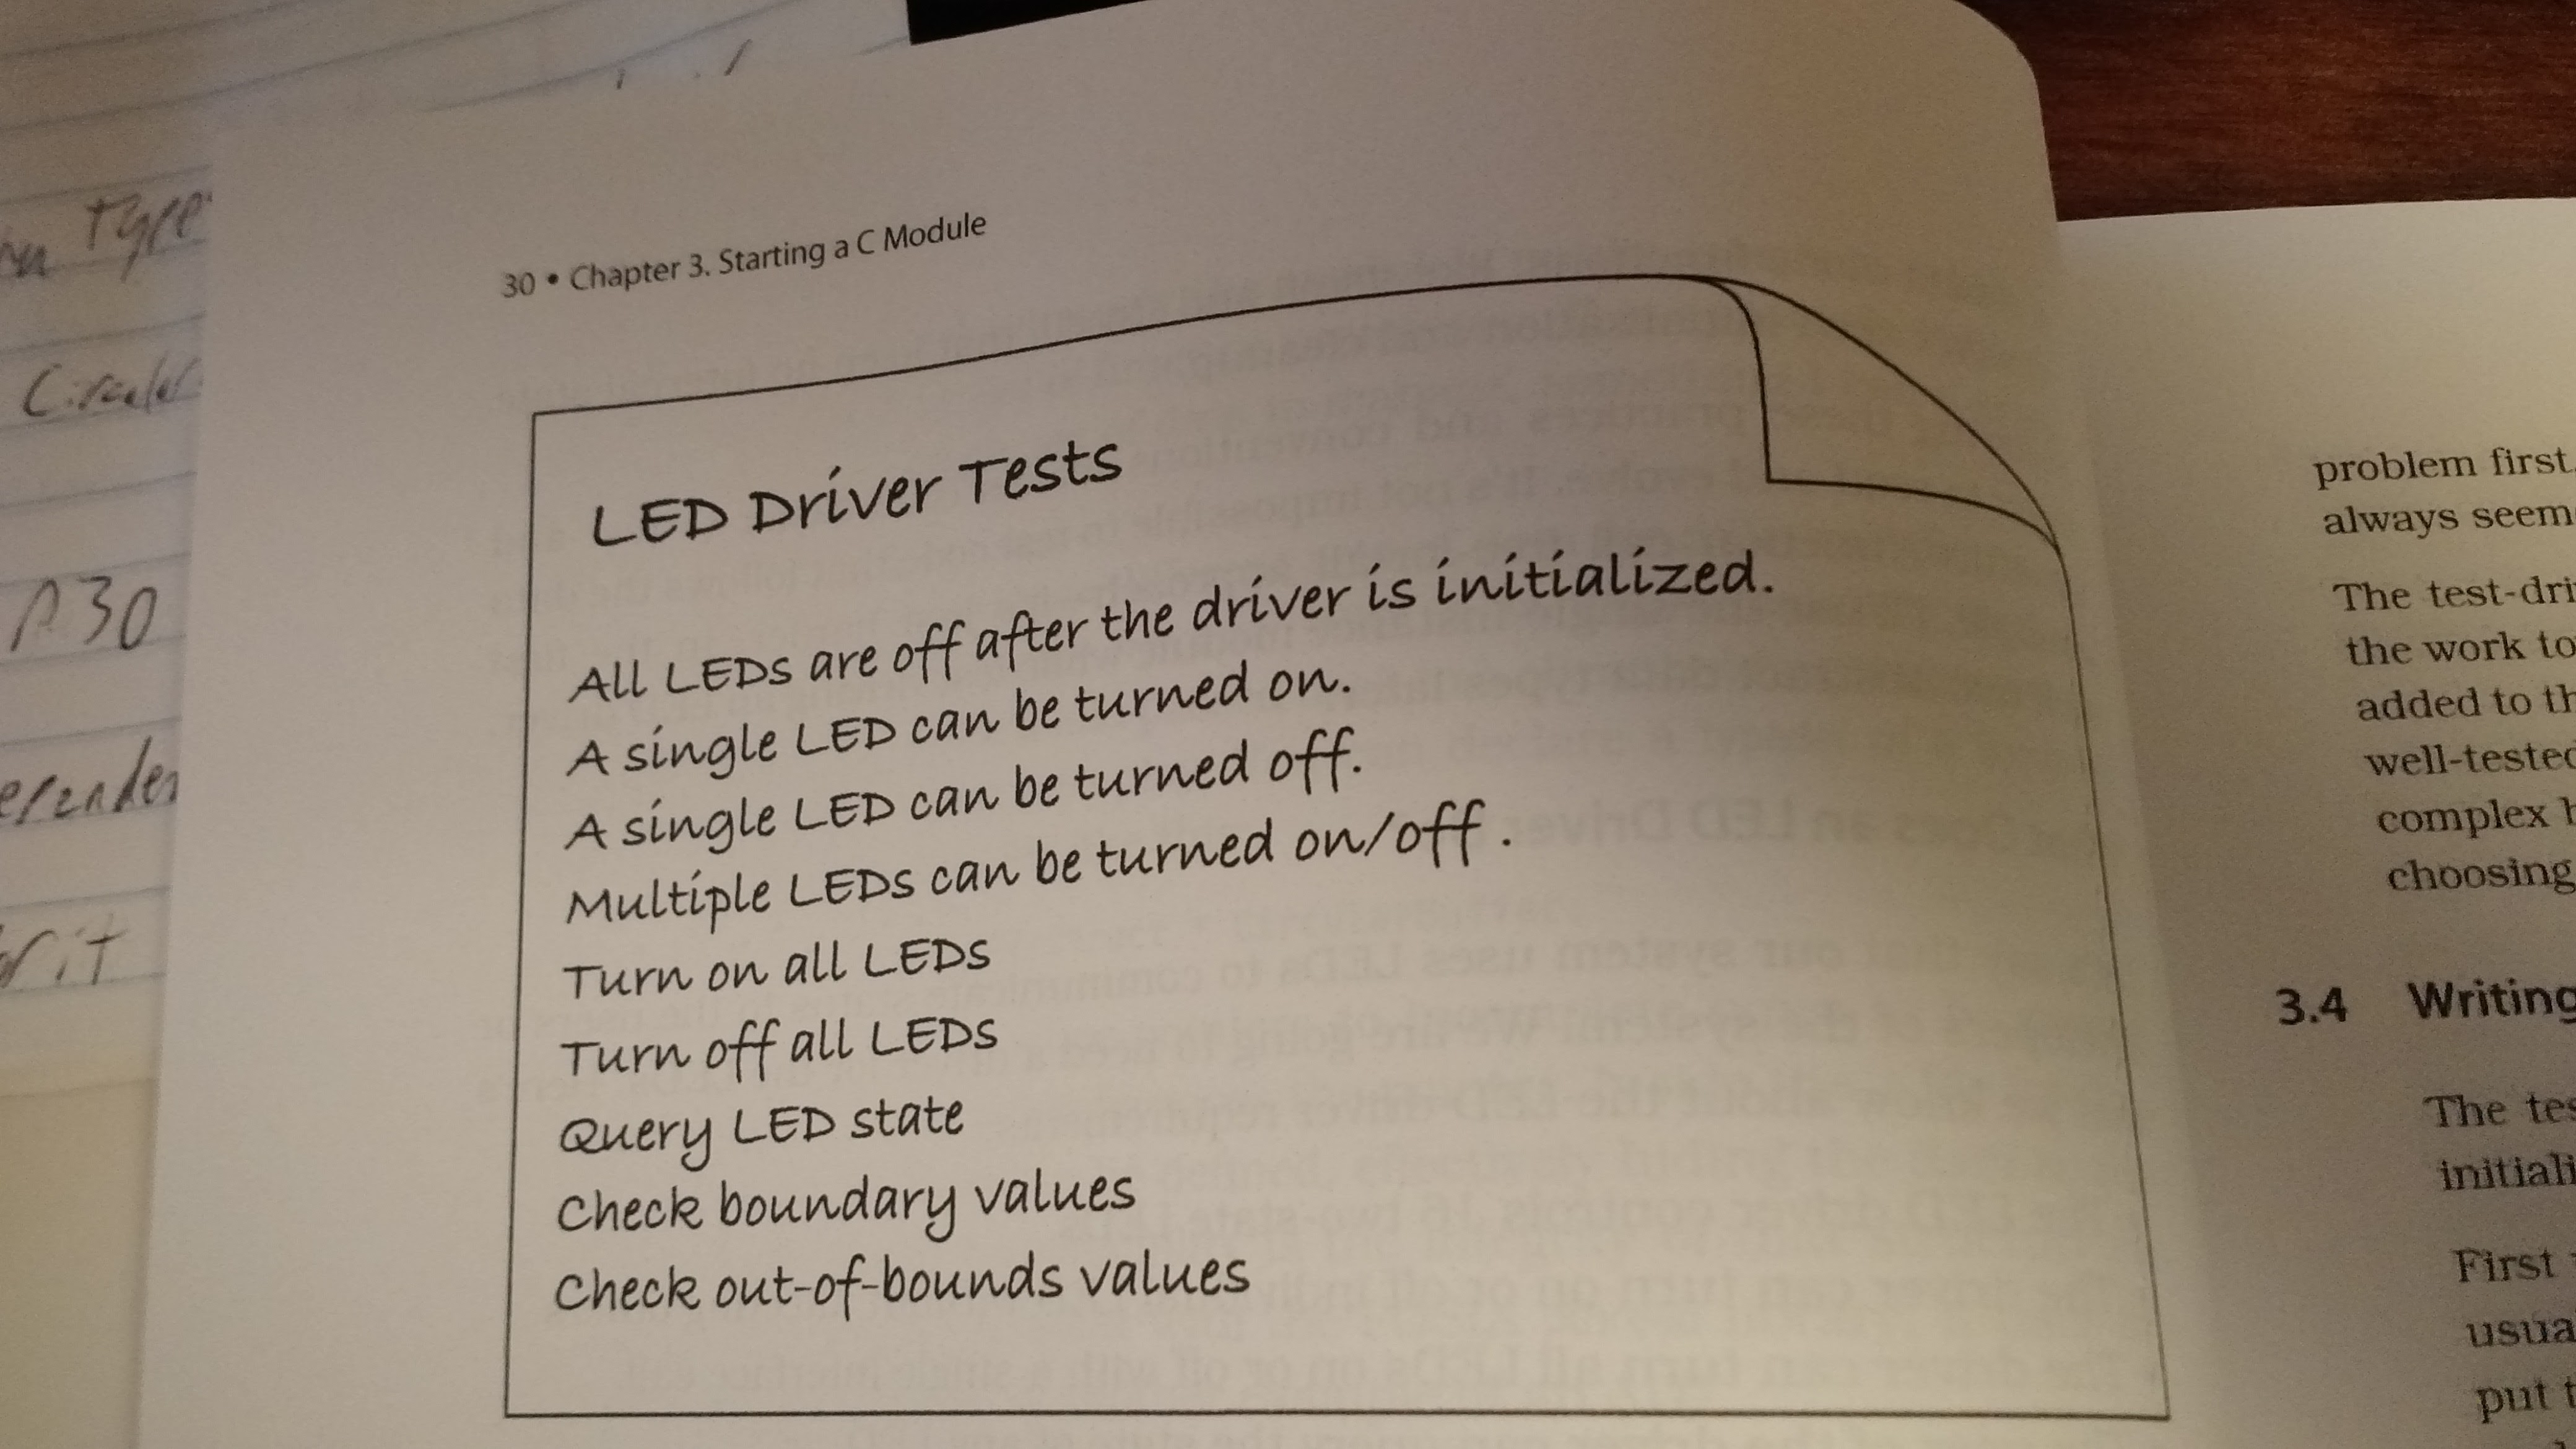 Type
A30
30 • Chapter 3. Starting a C Module
LED Driver Tests
All LEDs are off after the driver is initialized.
A single LED can be turned on.
A single LED can be turned off.
Multiple LEDs can be turned on/off.
Turn on all LEDs
Turn off all LEDs
Query LED state
Check boundary values
Check out-of-bounds values
problem first,
always seem
The test-dri
the work to
added to th
well-tested
complex h
choosing
3.4 Writing
The tes
initiali
First
usua
put t